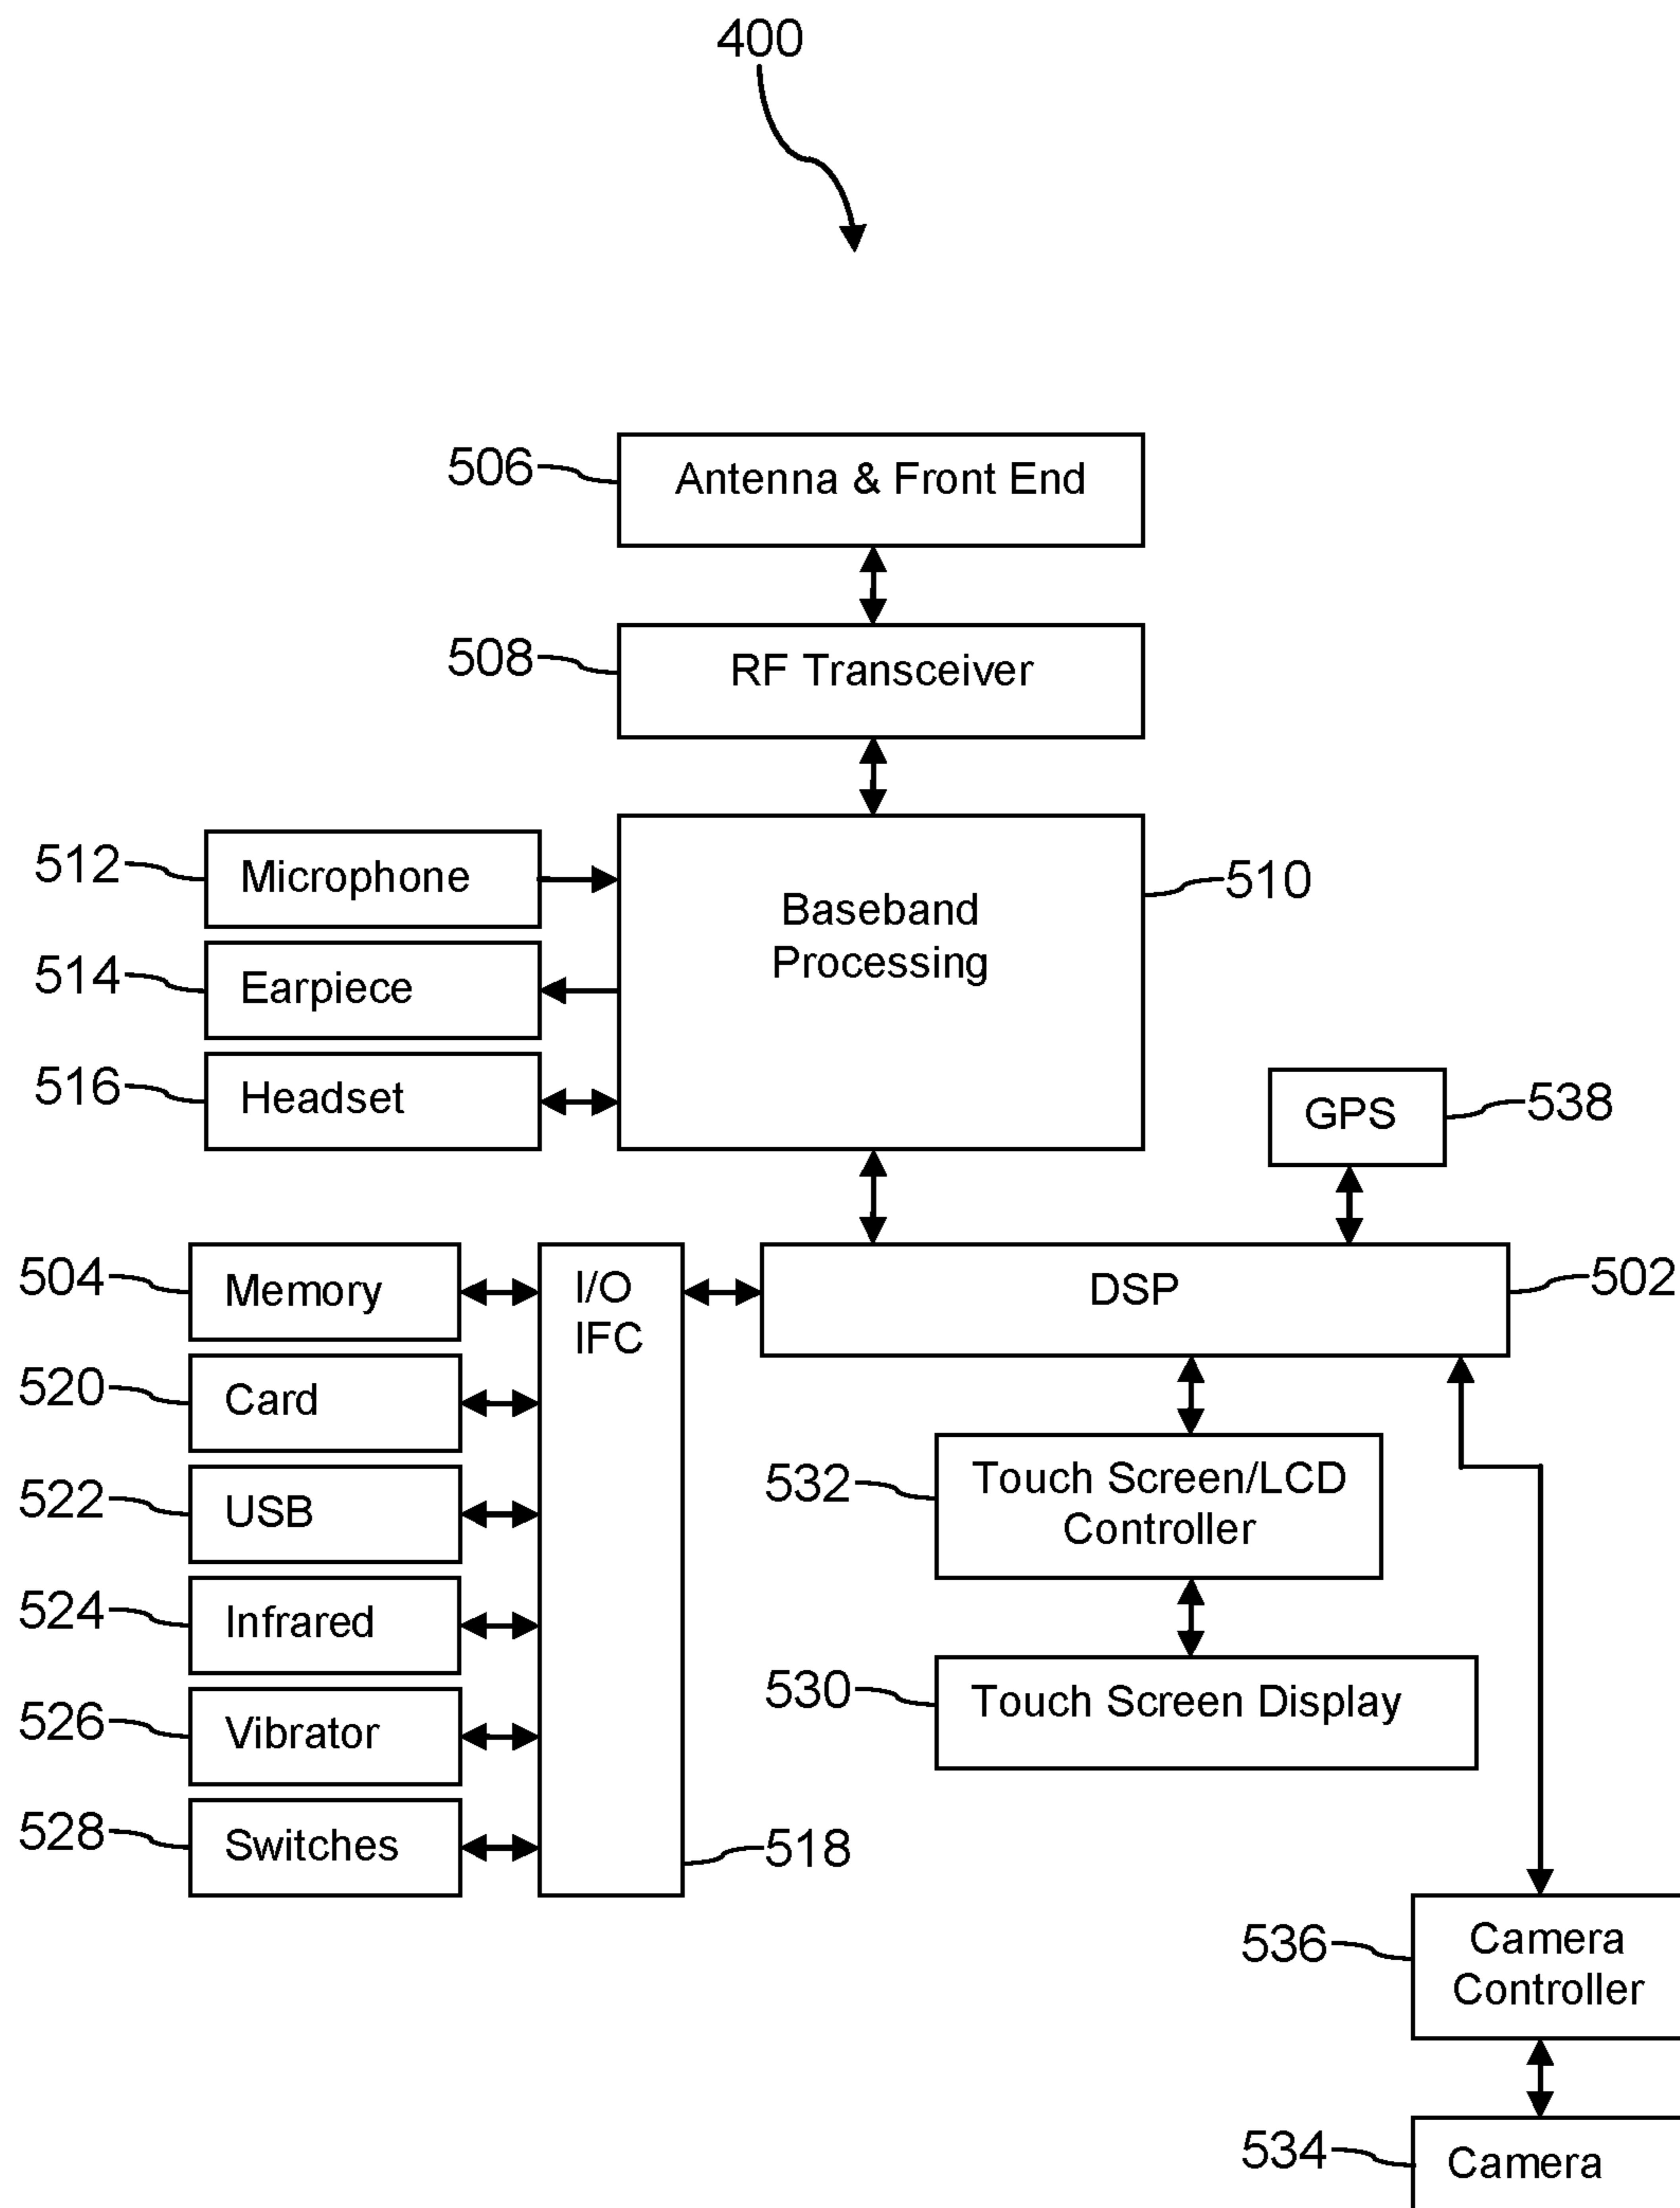 400
506
Antenna & Front End
508
RF Transceiver
512
Microphone
Baseband
Processing
510
514
Earpiece
516
Headset
GPS
538
504
Memory
I/O
IFC
DSP
502
520
Card
532
Touch Screen/LCD
Controller
522
USB
524
Infrared
530
Touch Screen Display
526
Vibrator
528
Switches
518
536
Camera
Controller
534
Camera